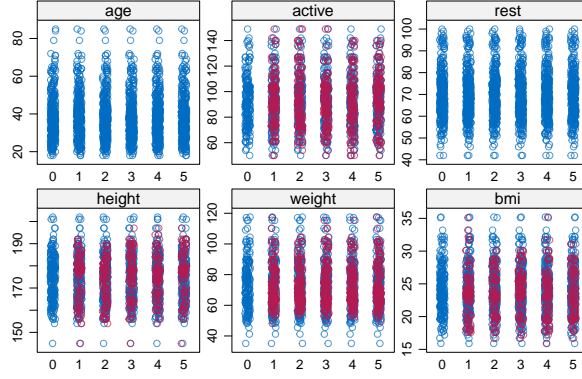 age
active
rest
20 40 60 80
60 80 100 120 140
40 50 60 70 80 90 100
0 1 2 3 4 5
0 1 2 3 4 5
0 1 2 3 4 5
height
weight
bmi
150 170 190
40 60 80 100 120
15 20 25 30 35
0 1 2 3 4 5
0 1 2 3 4 5
0 1 2 3 4 5